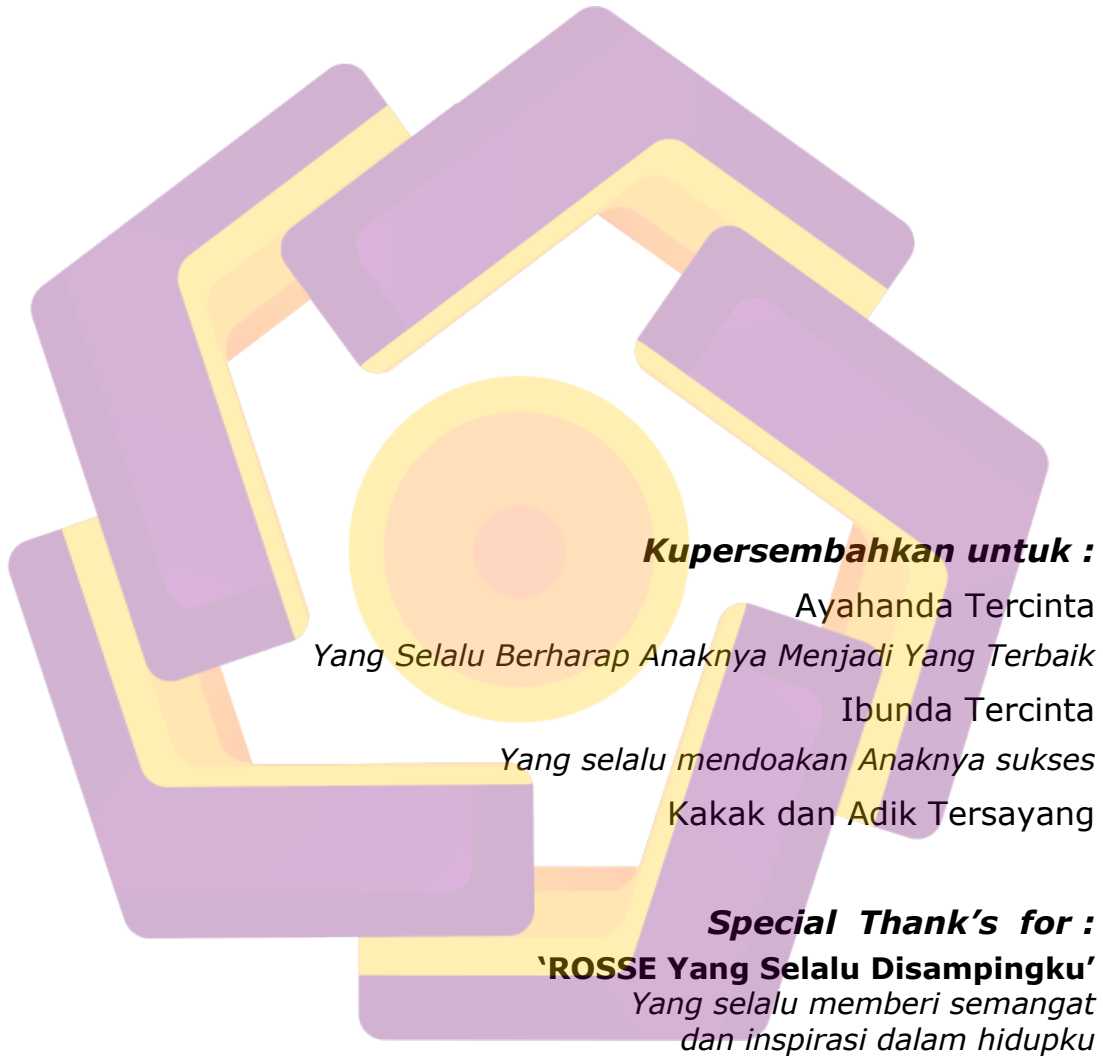 Kupersembahkan untuk :
Ayahanda Tercinta
Yang Selalu Berharap Anaknya Menjadi Yang Terbaik
Ibunda Tercinta
Yang selalu mendoakan Anaknya sukses
Kakak dan Adik Tersayang
Special Thank’s for :
‘ROSSE Yang Selalu Disampingku’
Yang selalu memberi semangat
dan inspirasi dalam hidupku